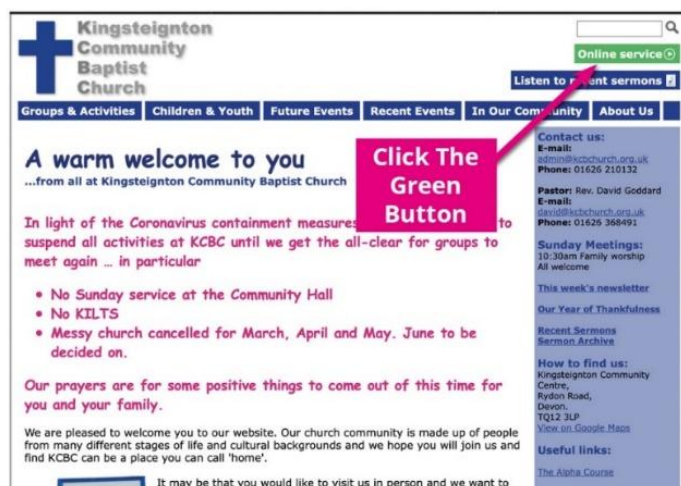 Kingsteignton
Community
Baptist
Church
Online service
Listen to recent sermons
Groups & Activities Children & Youth Future Events Recent Events In Our Community About Us
Click The
Green
Button
A warm welcome to you
...from all at Kingsteignton Community Baptist Church
In light of the Coronavirus containment measures to
suspend all activities at KCBC until we get the all-clear for groups to
meet again ... in particular
• No Sunday service at the Community Hall
• No KILTS
• Messy church cancelled for March, April and May. June to be
decided on.
Our prayers are for some positive things to come out of this time for
you and your family.
We are pleased to welcome you to our website. Our church community is made up of people
from many different stages of life and cultural backgrounds and we hope you will join us and
find KCBC can be a place you can call 'home'.
It may be that you would like to visit us in person and we want to
Contact us:
E-mail:
admin@kcbchurch.org.uk
Phone: 01626 210132
Pastor: Rev. David Goddard
E-mail:
david@kcbchurch.org.uk
Phone: 01626 368491
Sunday Meetings:
10:30am Family worship
All welcome
This week's newsletter
Our Year of Thankfulness
Recent Sermons
Sermon Archive
How to find us:
Kingsteignton Community
Centre,
Rydon Road,
Devon.
TQ12 3LP
View on Google Maps
Useful links:
The Alpha Course